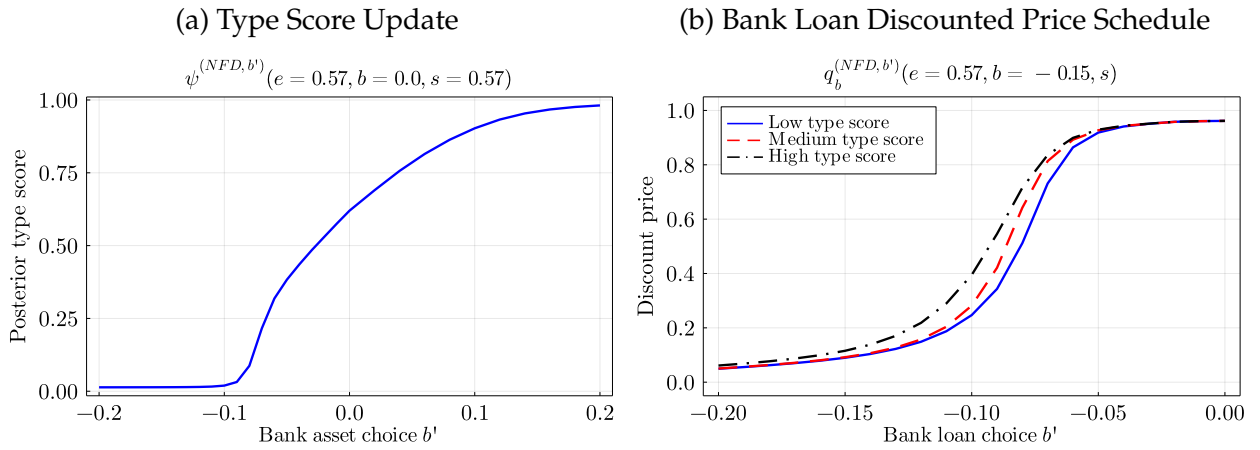 (a) Type Score Update
ψ^(NFD, b')(e = 0.57, b = 0.0, s = 0.57)
Posterior type score
1.00
0.75
0.50
0.25
0.00
−0.2
−0.1
0.0
0.1
0.2
Bank asset choice b'
(b) Bank Loan Discounted Price Schedule
q_b^(NFD, b')(e = 0.57, b = − 0.15, s)
Discount price
1.0
0.8
0.6
0.4
0.2
0.0
Low type score
Medium type score
High type score
−0.20
−0.15
−0.10
−0.05
0.00
Bank loan choice b'